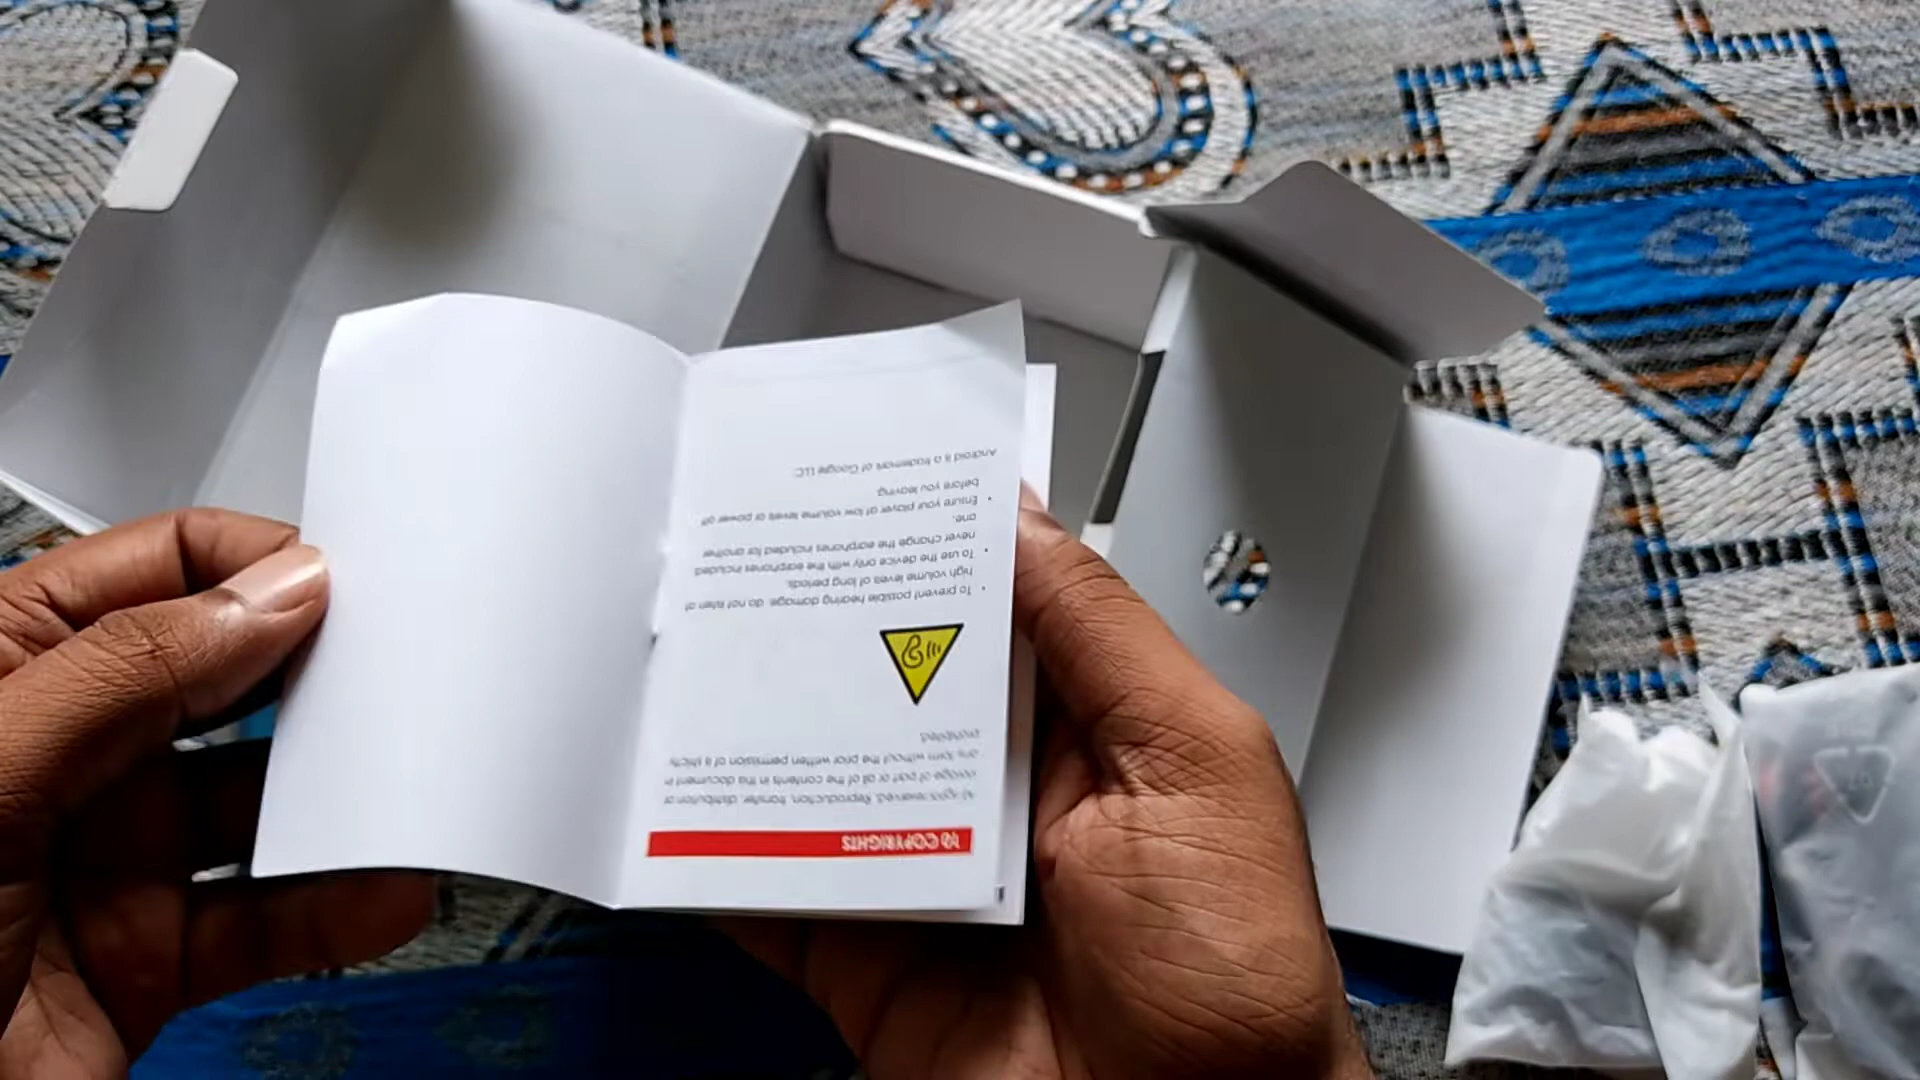 10 COPYRIGHTS
All rights reserved. Reproduction, transfer, distribution or
storage of part or all of the contents in this document in
any form without the prior written permission of is strictly
prohibited.
• To prevent possible hearing damage, do not listen at
high volume levels of long periods.
• To use the device only with the earphones included
never change the earphones included for another
one.
• Ensure your player at low volume levels or power off
before you leaving.
Android is a trademark of Google LLC.